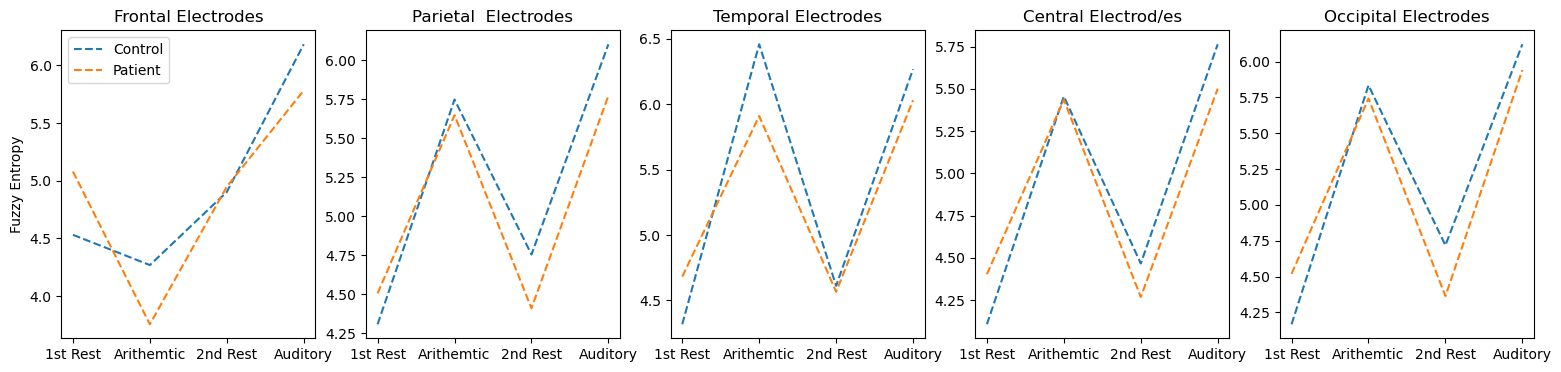 Frontal Electrodes
Fuzzy Entropy
Control
Patient
6.0
5.5
5.0
4.5
4.0
1st Rest Arithemtic 2nd Rest Auditory
Parietal  Electrodes
6.00
5.75
5.50
5.25
5.00
4.75
4.50
4.25
1st Rest Arithemtic 2nd Rest Auditory
Temporal Electrodes
6.5
6.0
5.5
5.0
4.5
1st Rest Arithemtic 2nd Rest Auditory
Central Electrod/es
5.75
5.50
5.25
5.00
4.75
4.50
4.25
1st Rest Arithemtic 2nd Rest Auditory
Occipital Electrodes
6.00
5.75
5.50
5.25
5.00
4.75
4.50
4.25
1st Rest Arithemtic 2nd Rest Auditory